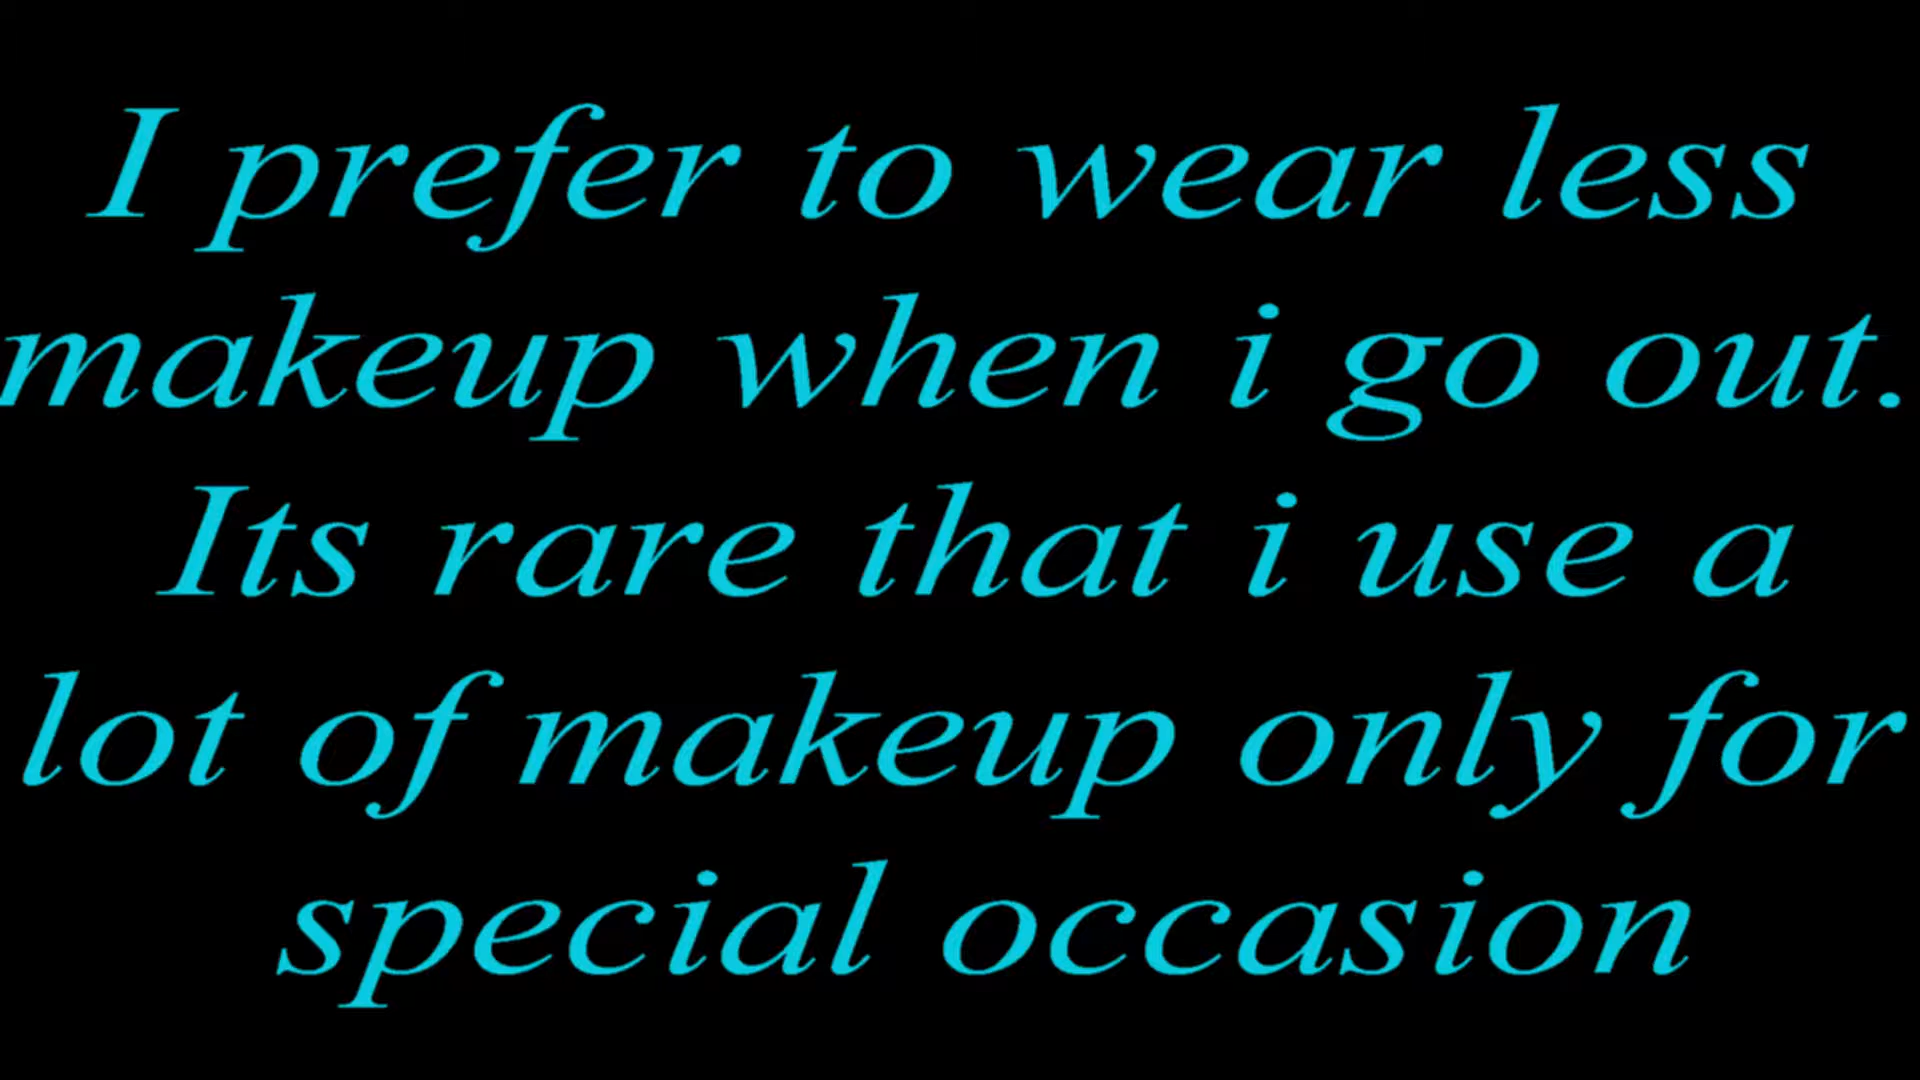 I prefer to wear less
makeup when i go out.
Its rare that i use a
lot of makeup only for
special occasion